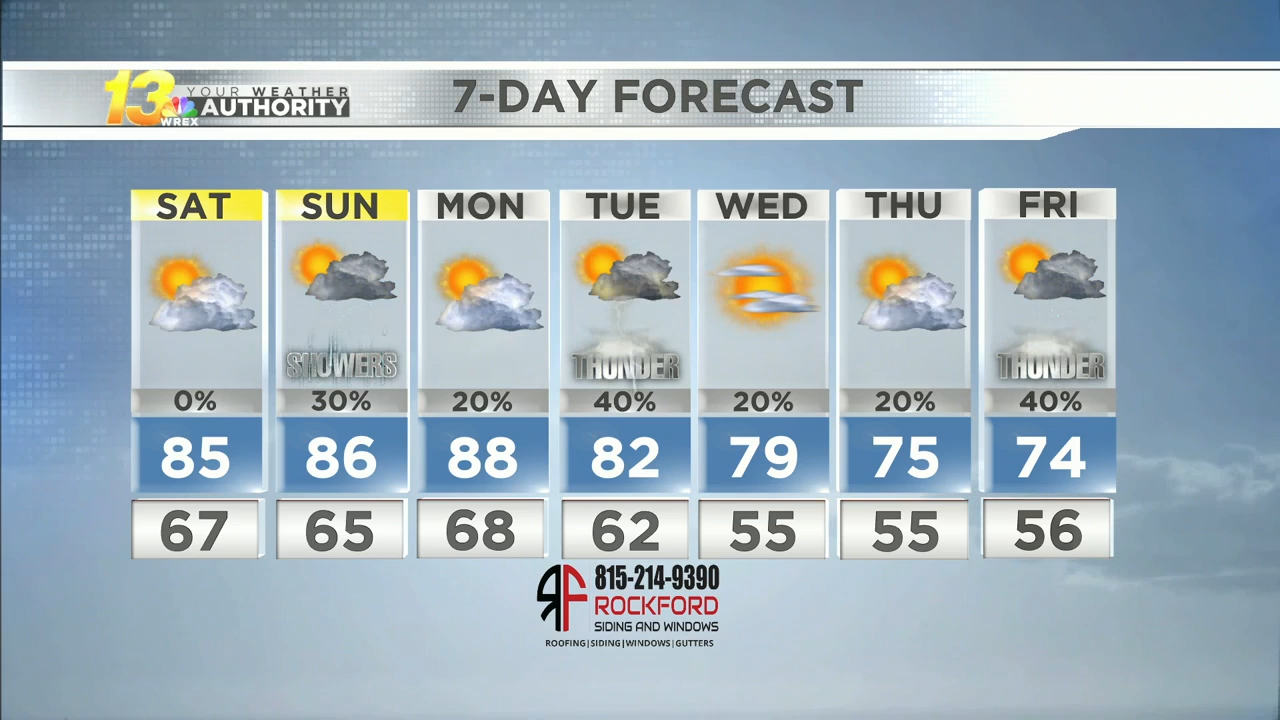 13 YOUR WEATHER
AUTHORITY
WREX
7-DAY FORECAST
SAT SUN MON TUE WED THU FRI
SHOWERS THUNDER THUNDER
0% 30% 20% 40% 20% 20% 40%
85 86 88 82 79 75 74
67 65 68 62 55 55 56
RF 815-214-9390
ROCKFORD
SIDING AND WINDOWS
ROOFING|SIDING|WINDOWS|GUTTERS